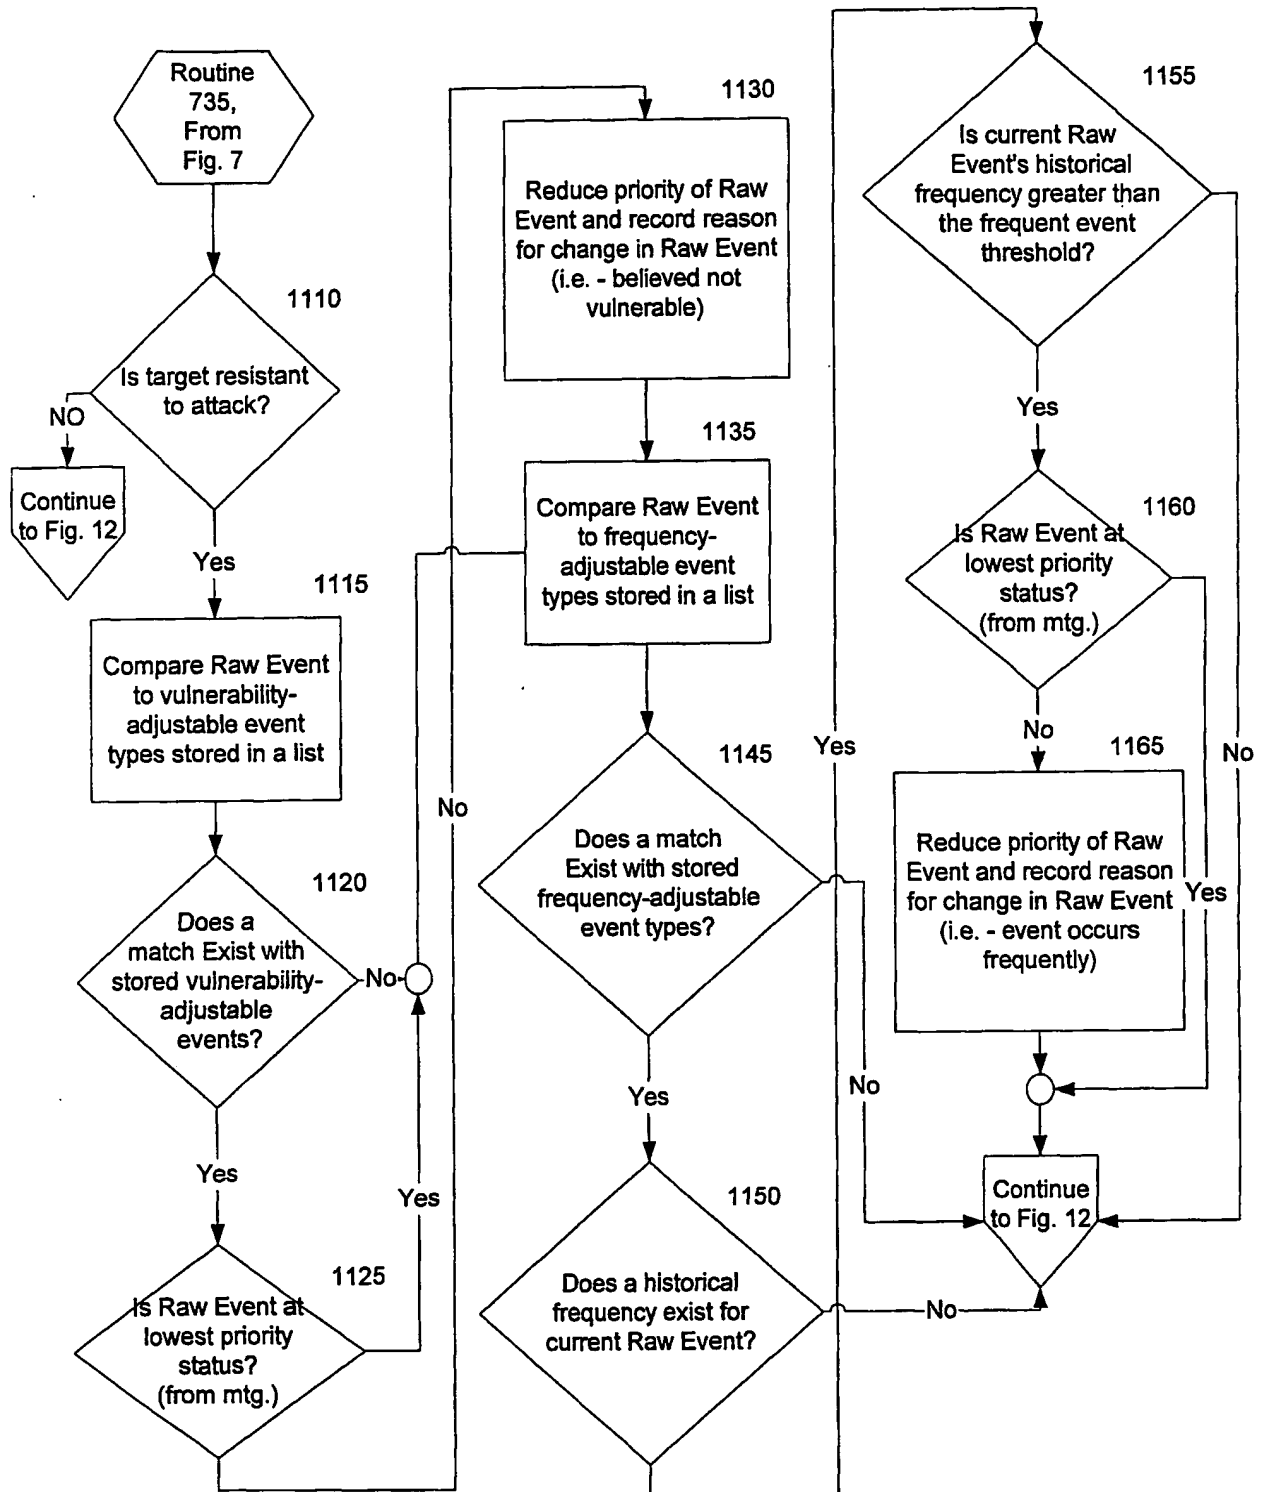 Routine
735,
From
Fig. 7
1110
Is target resistant
to attack?
NO
Continue
to Fig. 12
Yes
1115
Compare Raw Event
to vulnerability-
adjustable event
types stored in a list
1120
Does a
match Exist with
stored vulnerability-
adjustable
events?
No
Yes
Yes
1125
Is Raw Event at
lowest priority
status?
(from mtg.)
No
1130
Reduce priority of Raw
Event and record reason
for change in Raw Event
(i.e. - believed not
vulnerable)
1135
Compare Raw Event
to frequency-
adjustable event
types stored in a list
1145
Does a match
Exist with stored
frequency-adjustable
event types?
No
Yes
1150
Does a historical
frequency exist for
current Raw Event?
No
Yes
1155
Is current Raw
Event's historical
frequency greater than
the frequent event
threshold?
Yes
No
1160
Is Raw Event at
lowest priority
status?
(from mtg.)
No
Yes
1165
Reduce priority of Raw
Event and record reason
for change in Raw Event
(i.e. - event occurs
frequently)
Continue
to Fig. 12